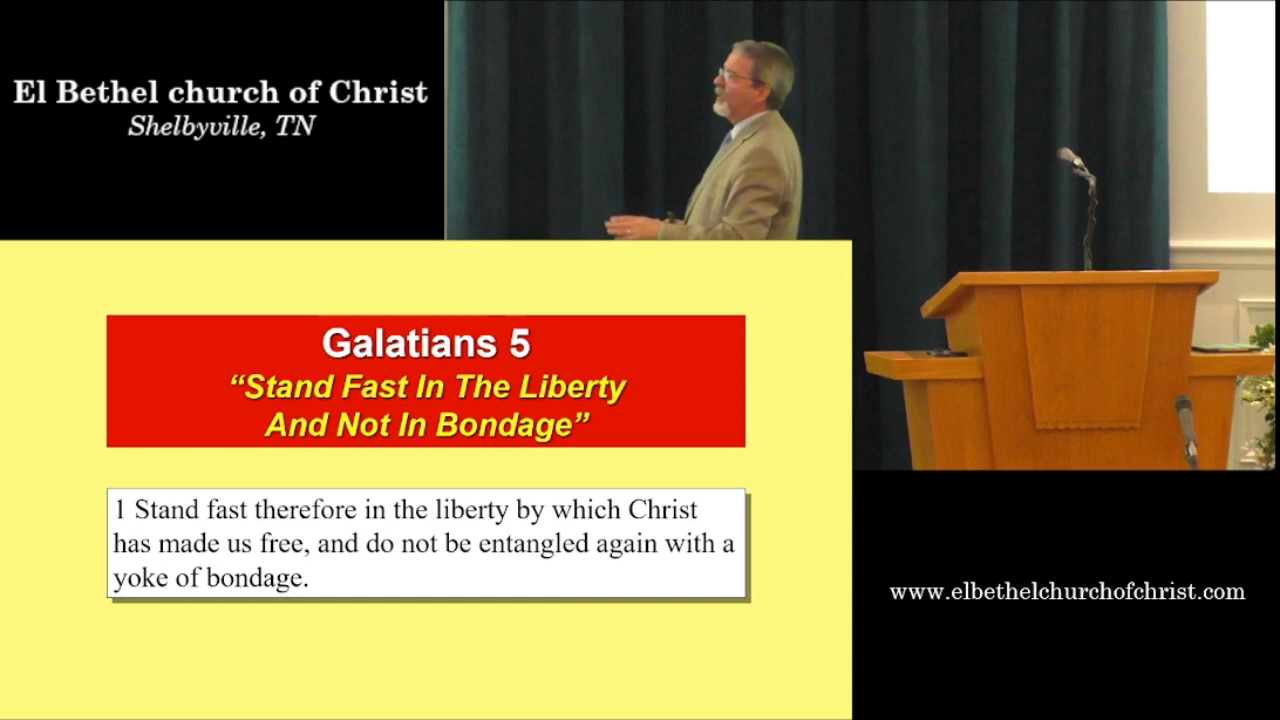 El Bethel church of Christ
Shelbyville, TN
Galatians 5
“Stand Fast In The Liberty
And Not In Bondage”
1 Stand fast therefore in the liberty by which Christ
has made us free, and do not be entangled again with a
yoke of bondage.
www.elbethelchurchofchrist.com